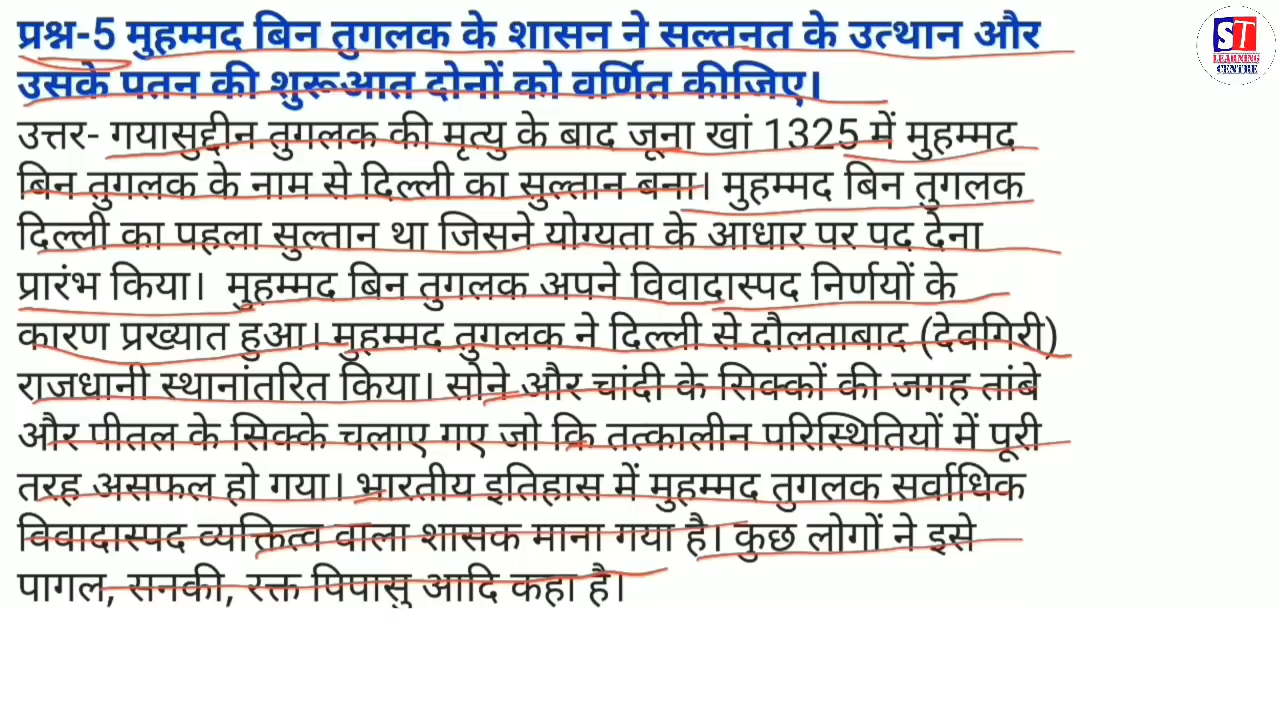 प्रश्न-5 मुहम्मद बिन तुगलक के शासन ने सल्तनत के उत्थान और
उसके पतन की शुरूआत दोनों को वर्णित कीजिए।
उत्तर- गयासुद्दीन तुगलक की मृत्यु के बाद जूना खां 1325 में मुहम्मद
बिन तुगलक के नाम से दिल्ली का सुल्तान बना। मुहम्मद बिन तुगलक
दिल्ली का पहला सुल्तान था जिसने योग्यता के आधार पर पद देना
प्रारंभ किया। मुहम्मद बिन तुगलक अपने विवादास्पद निर्णयों के
कारण प्रख्यात हुआ। मुहम्मद तुगलक ने दिल्ली से दौलताबाद (देवगिरी)
राजधानी स्थानांतरित किया। सोने और चांदी के सिक्कों की जगह तांबे
और पीतल के सिक्के चलाए गए जो कि तत्कालीन परिस्थितियों में पूरी
तरह असफल हो गया। भारतीय इतिहास में मुहम्मद तुगलक सर्वाधिक
विवादास्पद व्यक्तित्व वाला शासक माना गया है। कुछ लोगों ने इसे
पागल, सनकी, रक्त पिपासु आदि कहा है।
ST
LEARNING
CENTRE